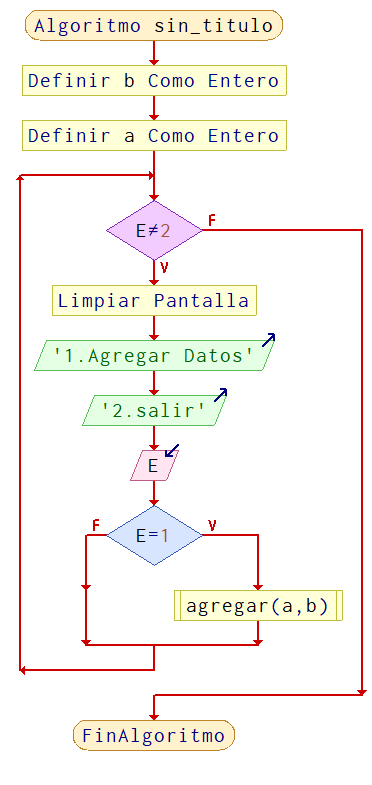 Algoritmo sin_titulo
Definir b Como Entero
Definir a Como Entero
E≠2
F
V
Limpiar Pantalla
'1.Agregar Datos'
'2.salir'
E
E=1
F
V
agregar(a,b)
FinAlgoritmo